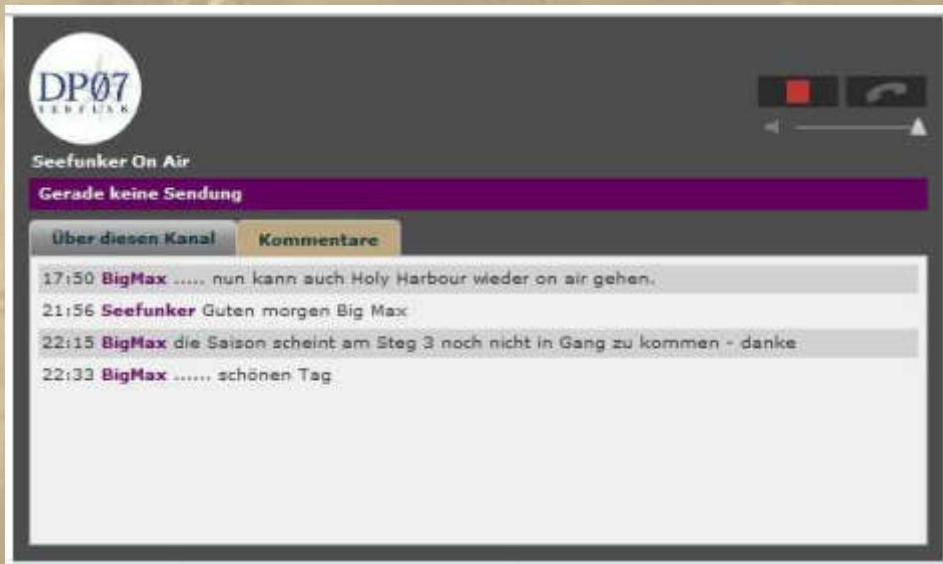 DP07
SEEFUNK
Seefunker On Air
Gerade keine Sendung
Über diesen Kanal
Kommentare
17:50 BigMax ..... nun kann auch Holy Harbour wieder on air gehen.
21:56 Seefunker Guten morgen Big Max
22:15 BigMax die Saison scheint am Steg 3 noch nicht in Gang zu kommen - danke
22:33 BigMax ...... schönen Tag